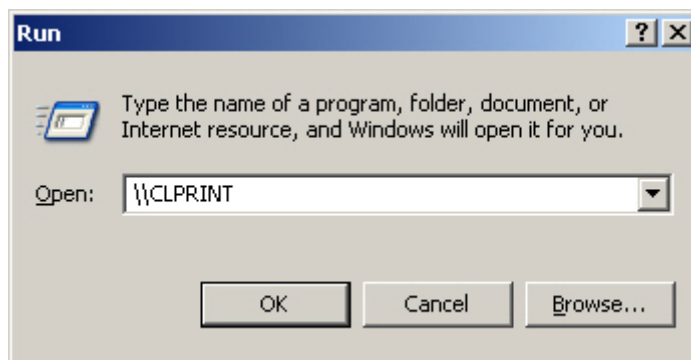 Run
Type the name of a program, folder, document, or
Internet resource, and Windows will open it for you.
Open: \\CLPRINT
OK Cancel Browse...